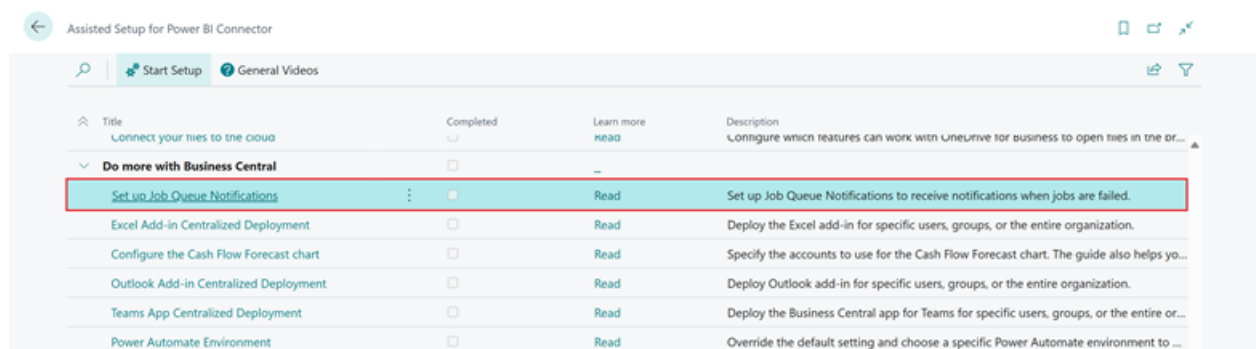 Assisted Setup for Power BI Connector
Start Setup General Videos
Title Completed Learn more Description
Connect your files to the cloud Read Configure which features can work with OneDrive for Business to open files in the br...
Do more with Business Central _
Set up Job Queue Notifications Read Set up Job Queue Notifications to receive notifications when jobs are failed.
Excel Add-in Centralized Deployment Read Deploy the Excel add-in for specific users, groups, or the entire organization.
Configure the Cash Flow Forecast chart Read Specify the accounts to use for the Cash Flow Forecast chart. The guide also helps yo...
Outlook Add-in Centralized Deployment Read Deploy Outlook add-in for specific users, groups, or the entire organization.
Teams App Centralized Deployment Read Deploy the Business Central app for Teams for specific users, groups, or the entire or...
Power Automate Environment Read Override the default setting and choose a specific Power Automate environment to ...